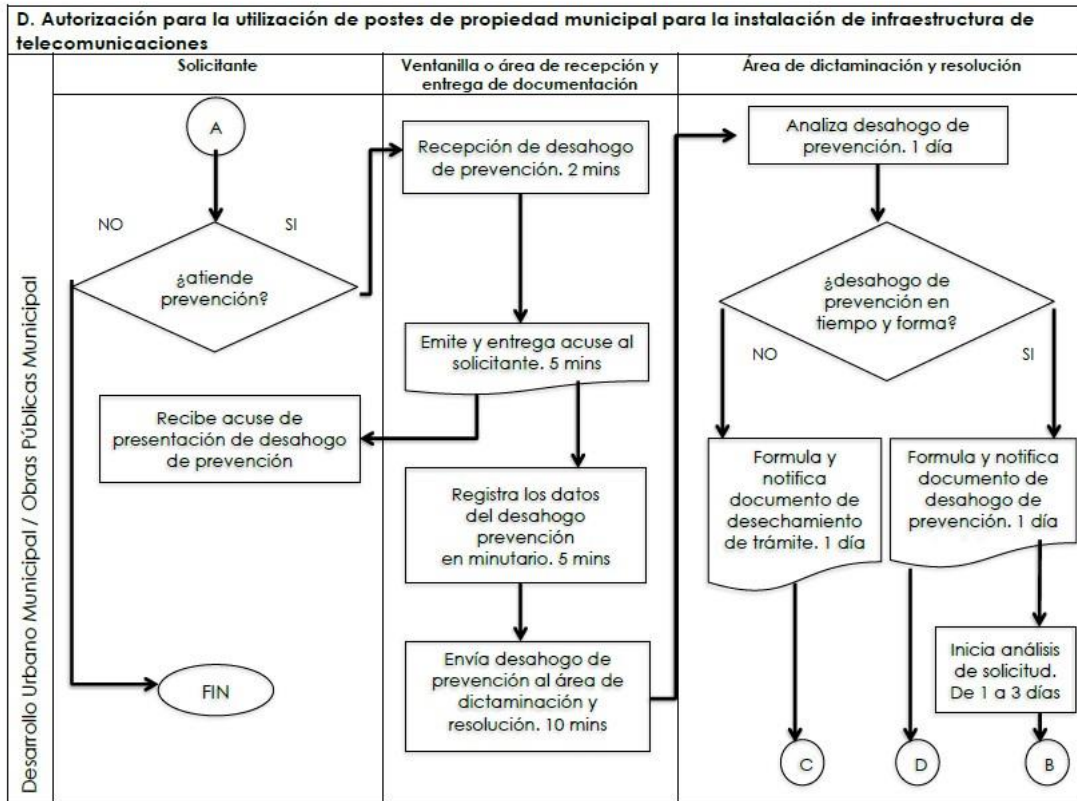 D. Autorización para la utilización de postes de propiedad municipal para la instalación de infraestructura de
telecomunicaciones
Solicitante
Ventanilla o área de recepción y
entrega de documentación
Área de dictaminación y resolución
Desarrollo Urbano Municipal/ Obras Públicas Municipal
A
NO
SI
¿atiende
prevención?
Recibe acuse de
presentación de desahogo
de prevención
FIN
Recepción de desahogo
de prevención. 2 mins
Emite y entrega acuse al
solicitante. 5 mins
Registra los datos
del desahogo
prevención
en minutario. 5 mins
Envía desahogo de
prevención al área de
dictaminación y
resolución. 10 mins
Analiza desahogo de
prevención. 1 día
¿desahogo de
prevención en
tiempo y forma?
NO
SI
Formula y
notifica
documento de
desechamiento
de trámite. 1 día
Formula y notifica
documento de
desahogo de
prevención. 1 día
Inicia análisis
de solicitud.
De 1 a 3 días
C
D
B